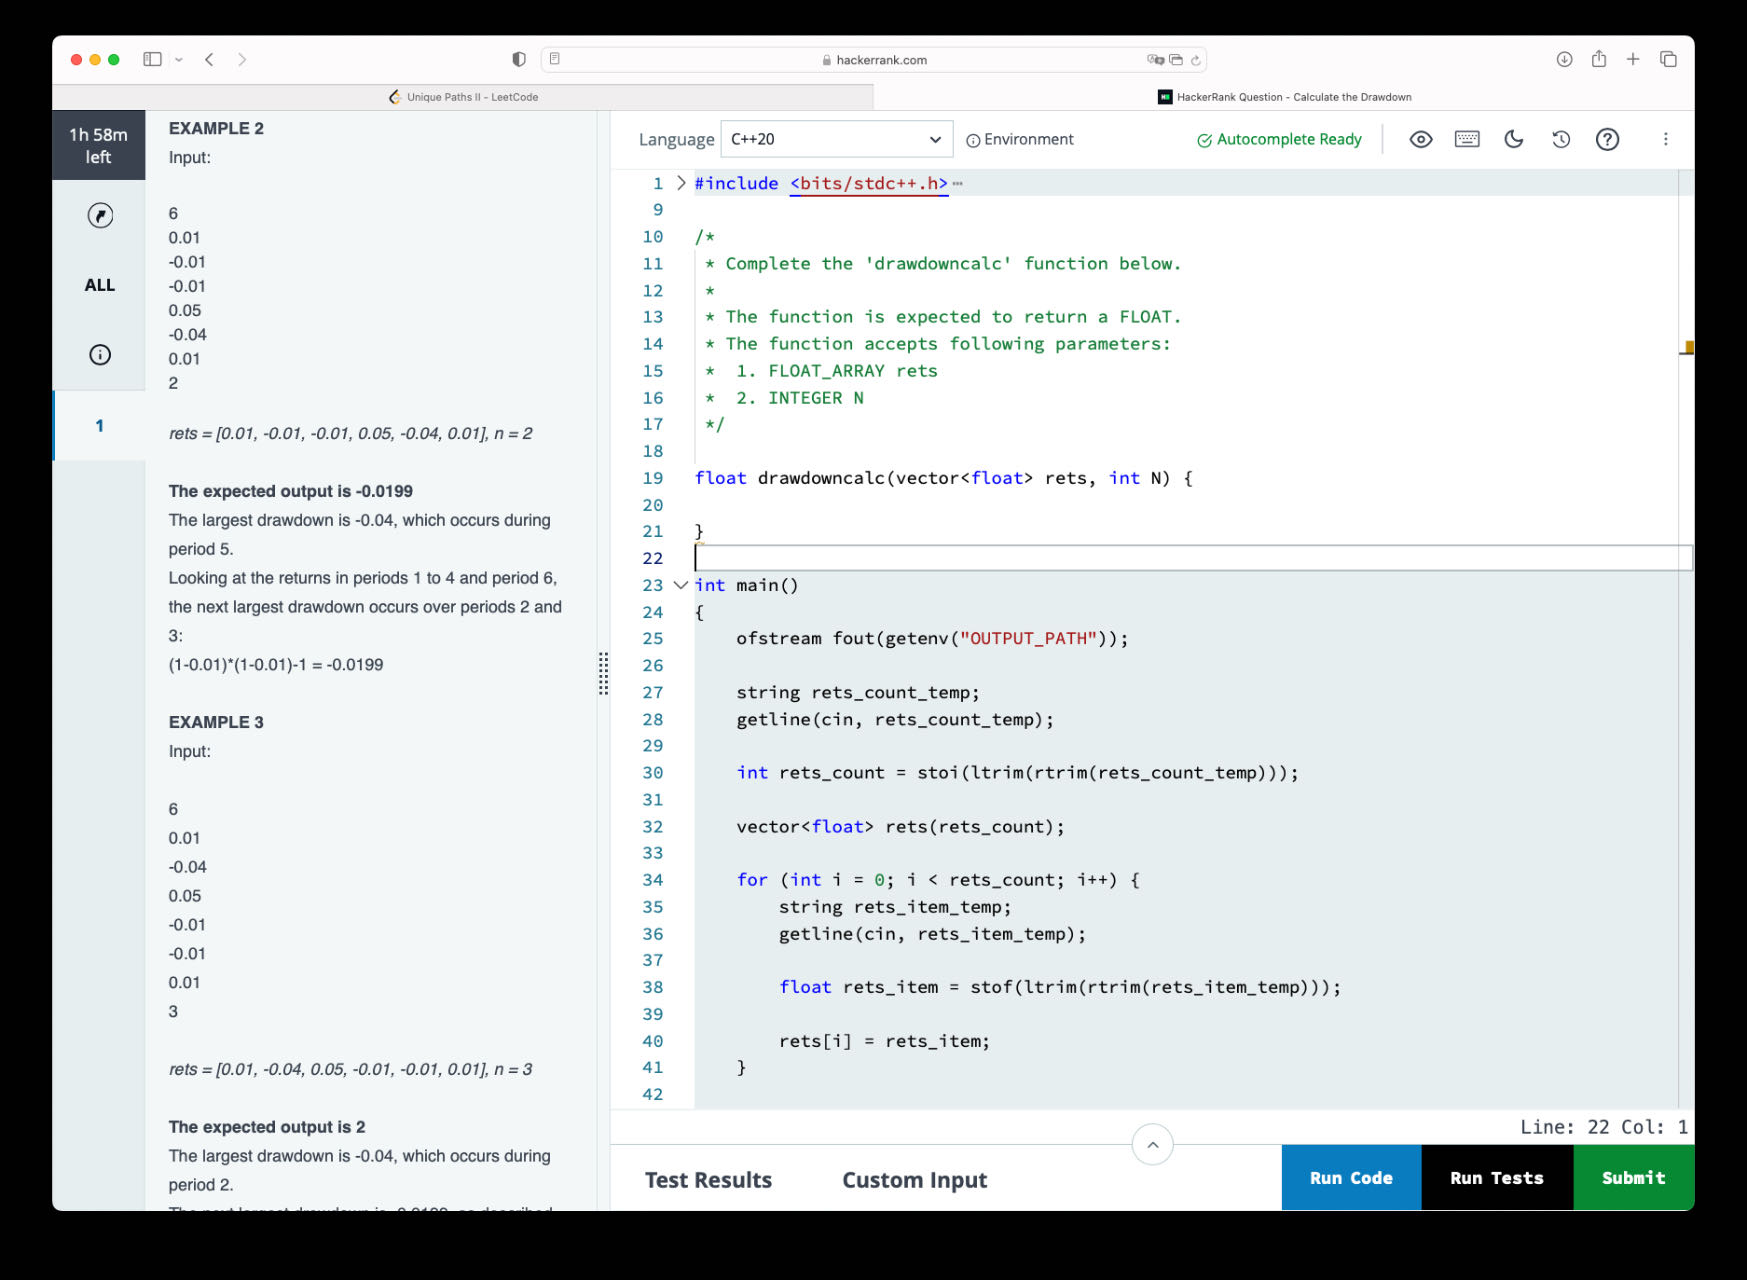 hackerrank.com
Unique Paths II - LeetCode
HackerRank Question - Calculate the Drawdown
1h 58m
left
ALL
1
EXAMPLE 2
Input:
6
0.01
-0.01
-0.01
0.05
-0.04
0.01
2
rets = [0.01, -0.01, -0.01, 0.05, -0.04, 0.01], n = 2
The expected output is -0.0199
The largest drawdown is -0.04, which occurs during
period 5.
Looking at the returns in periods 1 to 4 and period 6,
the next largest drawdown occurs over periods 2 and
3:
(1-0.01)*(1-0.01)-1 = -0.0199
EXAMPLE 3
Input:
6
0.01
-0.04
0.05
-0.01
-0.01
0.01
3
rets = [0.01, -0.04, 0.05, -0.01, -0.01, 0.01], n = 3
The expected output is 2
The largest drawdown is -0.04, which occurs during
period 2.
Language C++20 Environment Autocomplete Ready
1 #include <bits/stdc++.h>
9
10 /*
11 * Complete the 'drawdowncalc' function below.
12 *
13 * The function is expected to return a FLOAT.
14 * The function accepts following parameters:
15 * 1. FLOAT_ARRAY rets
16 * 2. INTEGER N
17 */
18
19 float drawdowncalc(vector<float> rets, int N) {
20
21 }
22
23 int main()
24 {
25 ofstream fout(getenv("OUTPUT_PATH"));
26
27 string rets_count_temp;
28 getline(cin, rets_count_temp);
29
30 int rets_count = stoi(ltrim(rtrim(rets_count_temp)));
31
32 vector<float> rets(rets_count);
33
34 for (int i = 0; i < rets_count; i++) {
35 string rets_item_temp;
36 getline(cin, rets_item_temp);
37
38 float rets_item = stof(ltrim(rtrim(rets_item_temp)));
39
40 rets[i] = rets_item;
41 }
42
Line: 22 Col: 1
Test Results Custom Input Run Code Run Tests Submit